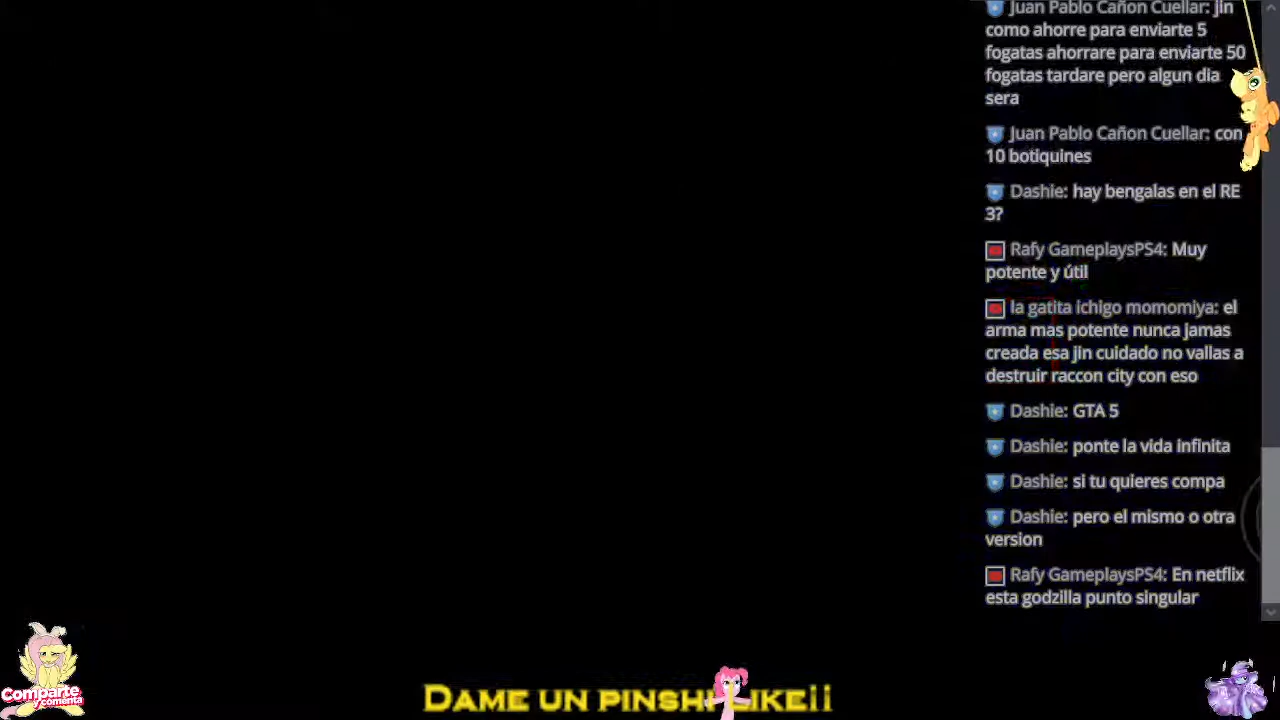 Juan Pablo Cañon Cuellar: jin
como ahorre para enviarte 5
fogatas ahorrare para enviarte 50
fogatas tardare pero algun dia
sera
Juan Pablo Cañon Cuellar: con
10 botiquines
Dashie: hay bengalas en el RE
3?
Rafy GameplaysPS4: Muy
potente y útil
la gatita ichigo momomiya: el
arma mas potente nunca jamas
creada esa jin cuidado no vallas a
destruir raccon city con eso
Dashie: GTA 5
Dashie: ponte la vida infinita
Dashie: si tu quieres compa
Dashie: pero el mismo o otra
version
Rafy GameplaysPS4: En netflix
esta godzilla punto singular
Comparte
y comenta
DAME UN PINSHI LIKE¡¡